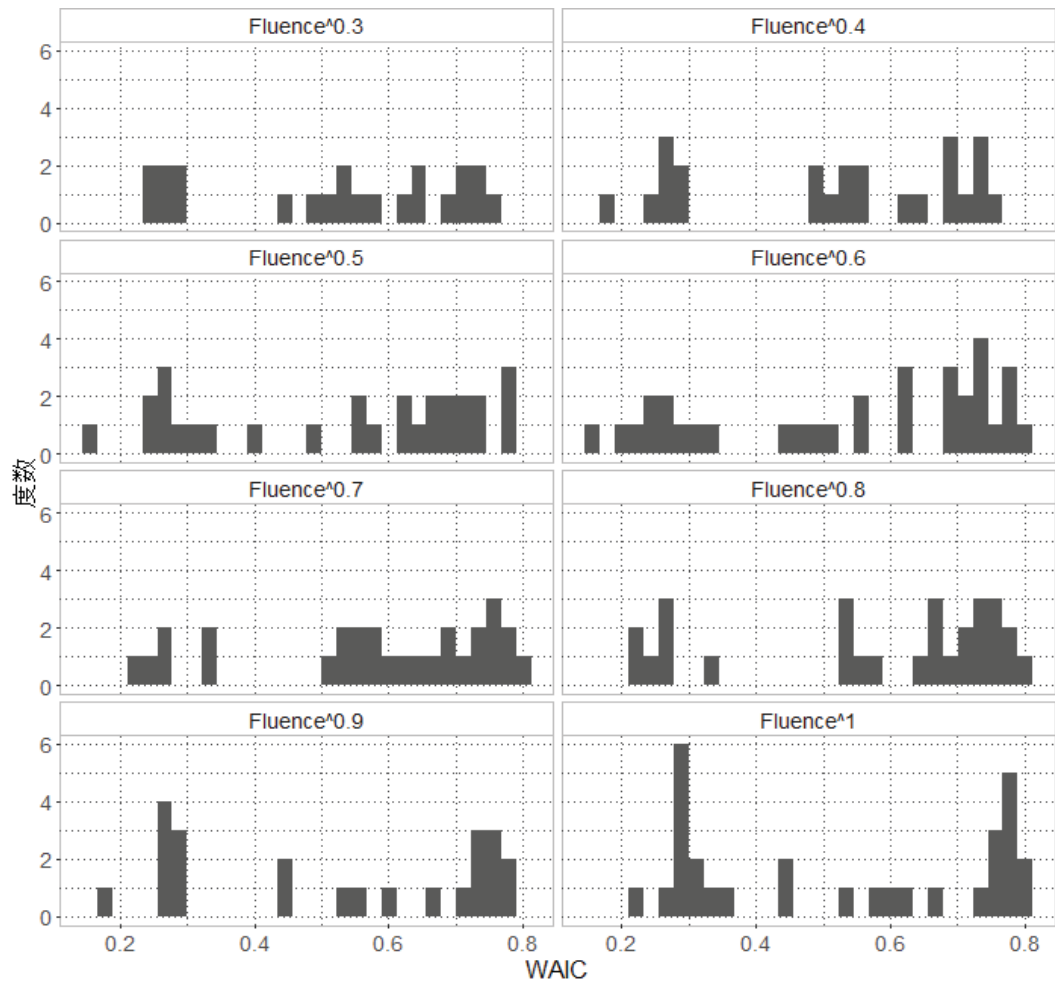 Fluence^0.3 Fluence^0.4
6
4
2
0
Fluence^0.5 Fluence^0.6
6
4
2
0
度数
Fluence^0.7 Fluence^0.8
6
4
2
0
Fluence^0.9 Fluence^1
6
4
2
0
0.2 0.4 0.6 0.8 0.2 0.4 0.6 0.8
WAIC